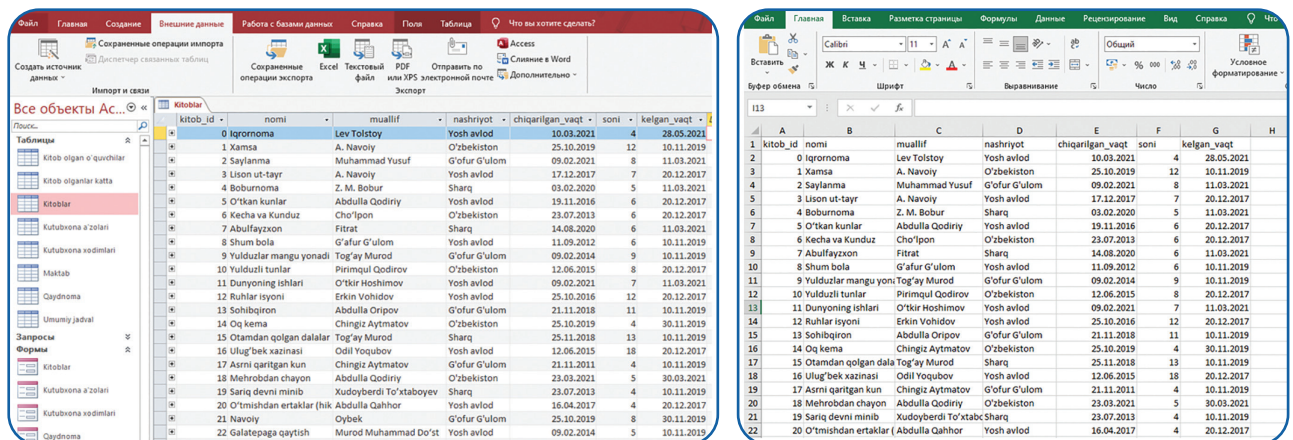 Файл Главная Создание Внешние данные Работа с базами данных Справка Поля Таблица Что вы хотите сделать?
Создать источник данных
Сохраненные операции импорта
Диспетчер связанных таблиц
Импорт и связи
Сохраненные операции экспорта
Excel
Текстовый файл
PDF или XPS
Отправить по электронной почте
Access
Слияние в Word
Дополнительно
Экспорт
Все объекты Ac...
Поиск...
Таблицы
Kitob olgan o`quvchilar
Kitob olganlar katta
Kitoblar
Kutubxona a'zolari
Kutubxona xodimlari
Maktab
Qaydnoma
Umumiy jadval
Запросы
Формы
Kitoblar
Kutubxona a'zolari
Kutubxona xodimlari
Qaydnoma
Kitoblar
kitob_id nomi muallif nashriyot chiqarilgan_vaqt soni kelgan_vaqt
0 Iqrornoma Lev Tolstoy Yosh avlod 10.03.2021 4 28.05.2021
1 Xamsa A. Navoiy O'zbekiston 25.10.2019 12 10.11.2019
2 Saylanma Muhammad Yusuf G'ofur G'ulom 09.02.2021 8 11.03.2021
3 Lison ut-tayr A. Navoiy Yosh avlod 17.12.2017 7 20.12.2017
4 Boburnoma Z. M. Bobur Sharq 03.02.2020 5 11.03.2021
5 O'tkan kunlar Abdulla Qodiriy Yosh avlod 19.11.2016 6 20.12.2017
6 Kecha va Kunduz Cho'lpon O'zbekiston 23.07.2013 6 20.12.2017
7 Abulfayzxon Fitrat Sharq 14.08.2020 6 11.03.2021
8 Shum bola G'afur G'ulom Yosh avlod 11.09.2012 6 10.11.2019
9 Yulduzlar mangu yonadi Tog'ay Murod G'ofur G'ulom 09.02.2014 9 10.11.2019
10 Yulduzli tunlar Pirimqul Qodirov O'zbekiston 12.06.2015 8 20.12.2017
11 Dunyoning ishlari O'tkir Hoshimov Yosh avlod 09.02.2021 7 11.03.2021
12 Ruhlar isyoni Erkin Vohidov Yosh avlod 25.10.2016 12 20.12.2017
13 Sohibqiron Abdulla Oripov G'ofur G'ulom 21.11.2018 11 10.11.2019
14 Oq kema Chingiz Aytmatov O'zbekiston 25.10.2019 4 30.11.2019
15 Otamdan qolgan dalalar Tog'ay Murod Sharq 25.11.2018 13 10.11.2019
16 Ulug'bek xazinasi Odil Yoqubov Yosh avlod 12.06.2015 18 20.12.2017
17 Asrni qaritgan kun Chingiz Aytmatov G'ofur G'ulom 21.11.2011 4 10.11.2019
18 Mehrobdan chayon Abdulla Qodiriy O'zbekiston 23.03.2021 5 30.03.2021
19 Sariq devni minib Xudoyberdi To'xtaboyev Sharq 23.07.2013 4 10.11.2019
20 O'tmishdan ertaklar (hik Abdulla Qahhor Yosh avlod 16.04.2017 4 20.12.2017
21 Navoiy Oybek G'ofur G'ulom 25.10.2019 8 30.11.2019
22 Galatepaga qaytish Murod Muhammad Do'st Yosh avlod 09.02.2014 5 10.11.2019
Файл Главная Вставка Разметка страницы Формулы Данные Рецензирование Вид Справка Что
Вставить
Calibri 11
Ж К Ч
Общий
% 000
Условное форматирование
Буфер обмена Шрифт Выравнивание Число
I13 fx
A B C D E F G H
1 kitob_id nomi muallif nashriyot chiqarilgan_vaqt soni kelgan_vaqt
2 0 Iqrornoma Lev Tolstoy Yosh avlod 10.03.2021 4 28.05.2021
3 1 Xamsa A. Navoiy O'zbekiston 25.10.2019 12 10.11.2019
4 2 Saylanma Muhammad Yusuf G'ofur G'ulom 09.02.2021 8 11.03.2021
5 3 Lison ut-tayr A. Navoiy Yosh avlod 17.12.2017 7 20.12.2017
6 4 Boburnoma Z. M. Bobur Sharq 03.02.2020 5 11.03.2021
7 5 O'tkan kunlar Abdulla Qodiriy Yosh avlod 19.11.2016 6 20.12.2017
8 6 Kecha va Kunduz Cho'lpon O'zbekiston 23.07.2013 6 20.12.2017
9 7 Abulfayzxon Fitrat Sharq 14.08.2020 6 11.03.2021
10 8 Shum bola G'afur G'ulom Yosh avlod 11.09.2012 6 10.11.2019
11 9 Yulduzlar mangu yona Tog'ay Murod G'ofur G'ulom 09.02.2014 9 10.11.2019
12 10 Yulduzli tunlar Pirimqul Qodirov O'zbekiston 12.06.2015 8 20.12.2017
13 11 Dunyoning ishlari O'tkir Hoshimov Yosh avlod 09.02.2021 7 11.03.2021
14 12 Ruhlar isyoni Erkin Vohidov Yosh avlod 25.10.2016 12 20.12.2017
15 13 Sohibqiron Abdulla Oripov G'ofur G'ulom 21.11.2018 11 10.11.2019
16 14 Oq kema Chingiz Aytmatov O'zbekiston 25.10.2019 4 30.11.2019
17 15 Otamdan qolgan dala Tog'ay Murod Sharq 25.11.2018 13 10.11.2019
18 16 Ulug'bek xazinasi Odil Yoqubov Yosh avlod 12.06.2015 18 20.12.2017
19 17 Asrni qaritgan kun Chingiz Aytmatov G'ofur G'ulom 21.11.2011 4 10.11.2019
20 18 Mehrobdan chayon Abdulla Qodiriy O'zbekiston 23.03.2021 5 30.03.2021
21 19 Sariq devni minib Xudoyberdi To'xtabo Sharq 23.07.2013 4 10.11.2019
22 20 O'tmishdan ertaklar ( Abdulla Qahhor Yosh avlod 16.04.2017 4 20.12.2017